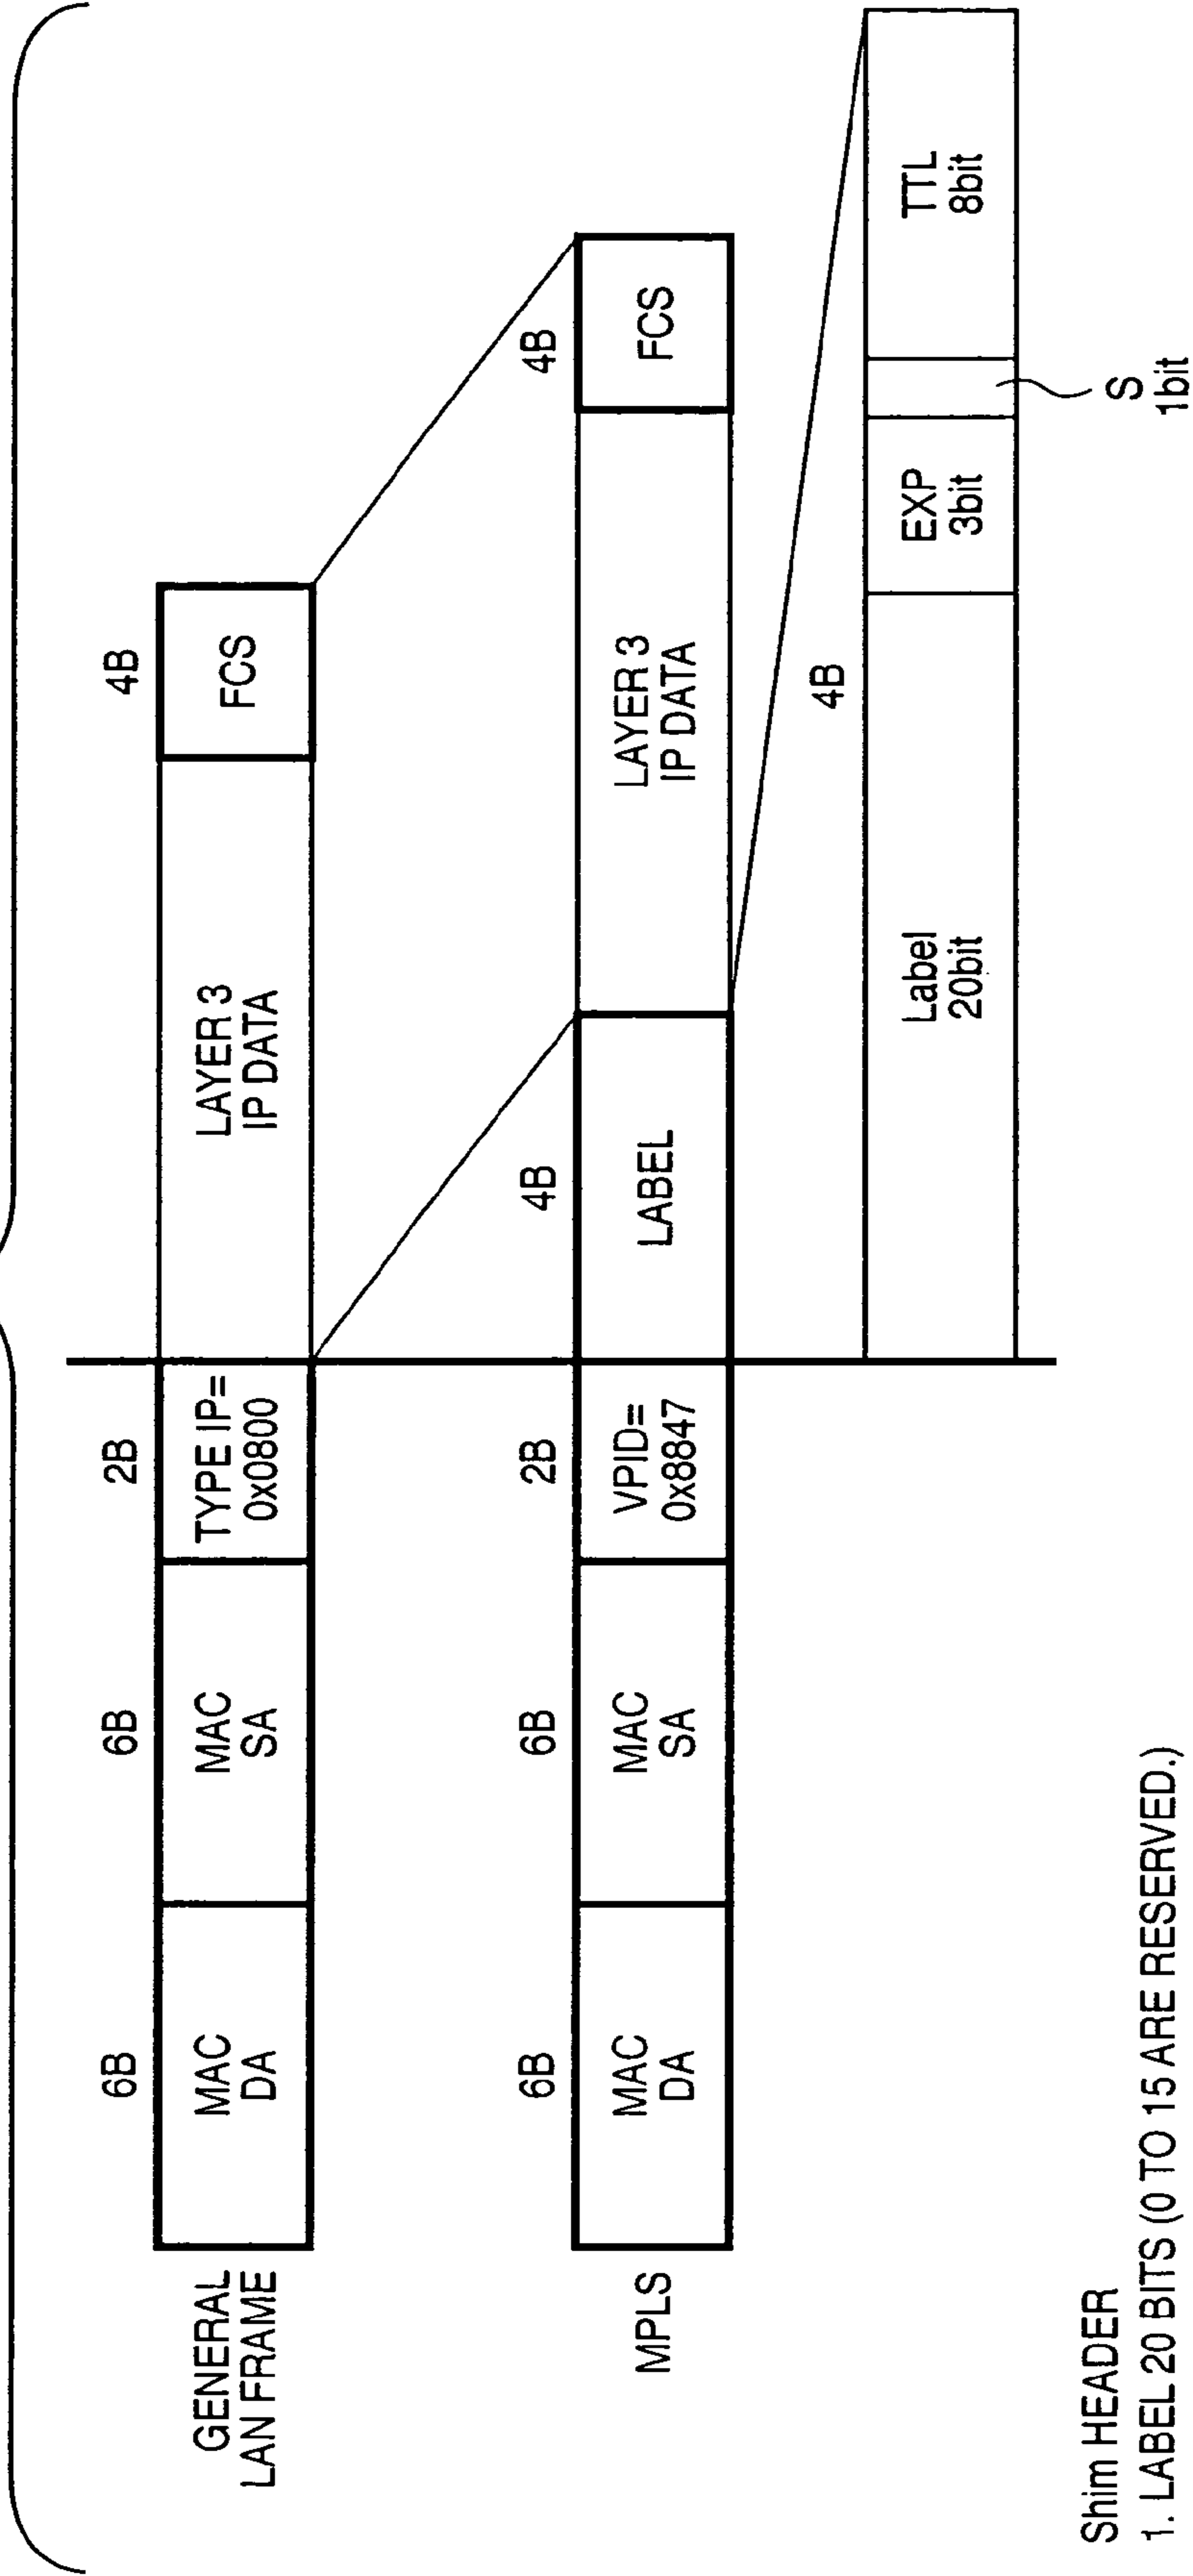 6B
6B
2B
4B
GENERAL
LAN FRAME
MAC
DA
MAC
SA
TYPE IP=
0x0800
LAYER 3
IP DATA
FCS
6B
6B
2B
4B
4B
MPLS
MAC
DA
MAC
SA
VPID=
0x8847
LABEL
LAYER 3
IP DATA
FCS
4B
Label
20bit
EXP
3bit
TTL
8bit
S
1bit
Shim HEADER
1. LABEL 20 BITS (0 TO 15 ARE RESERVED.)